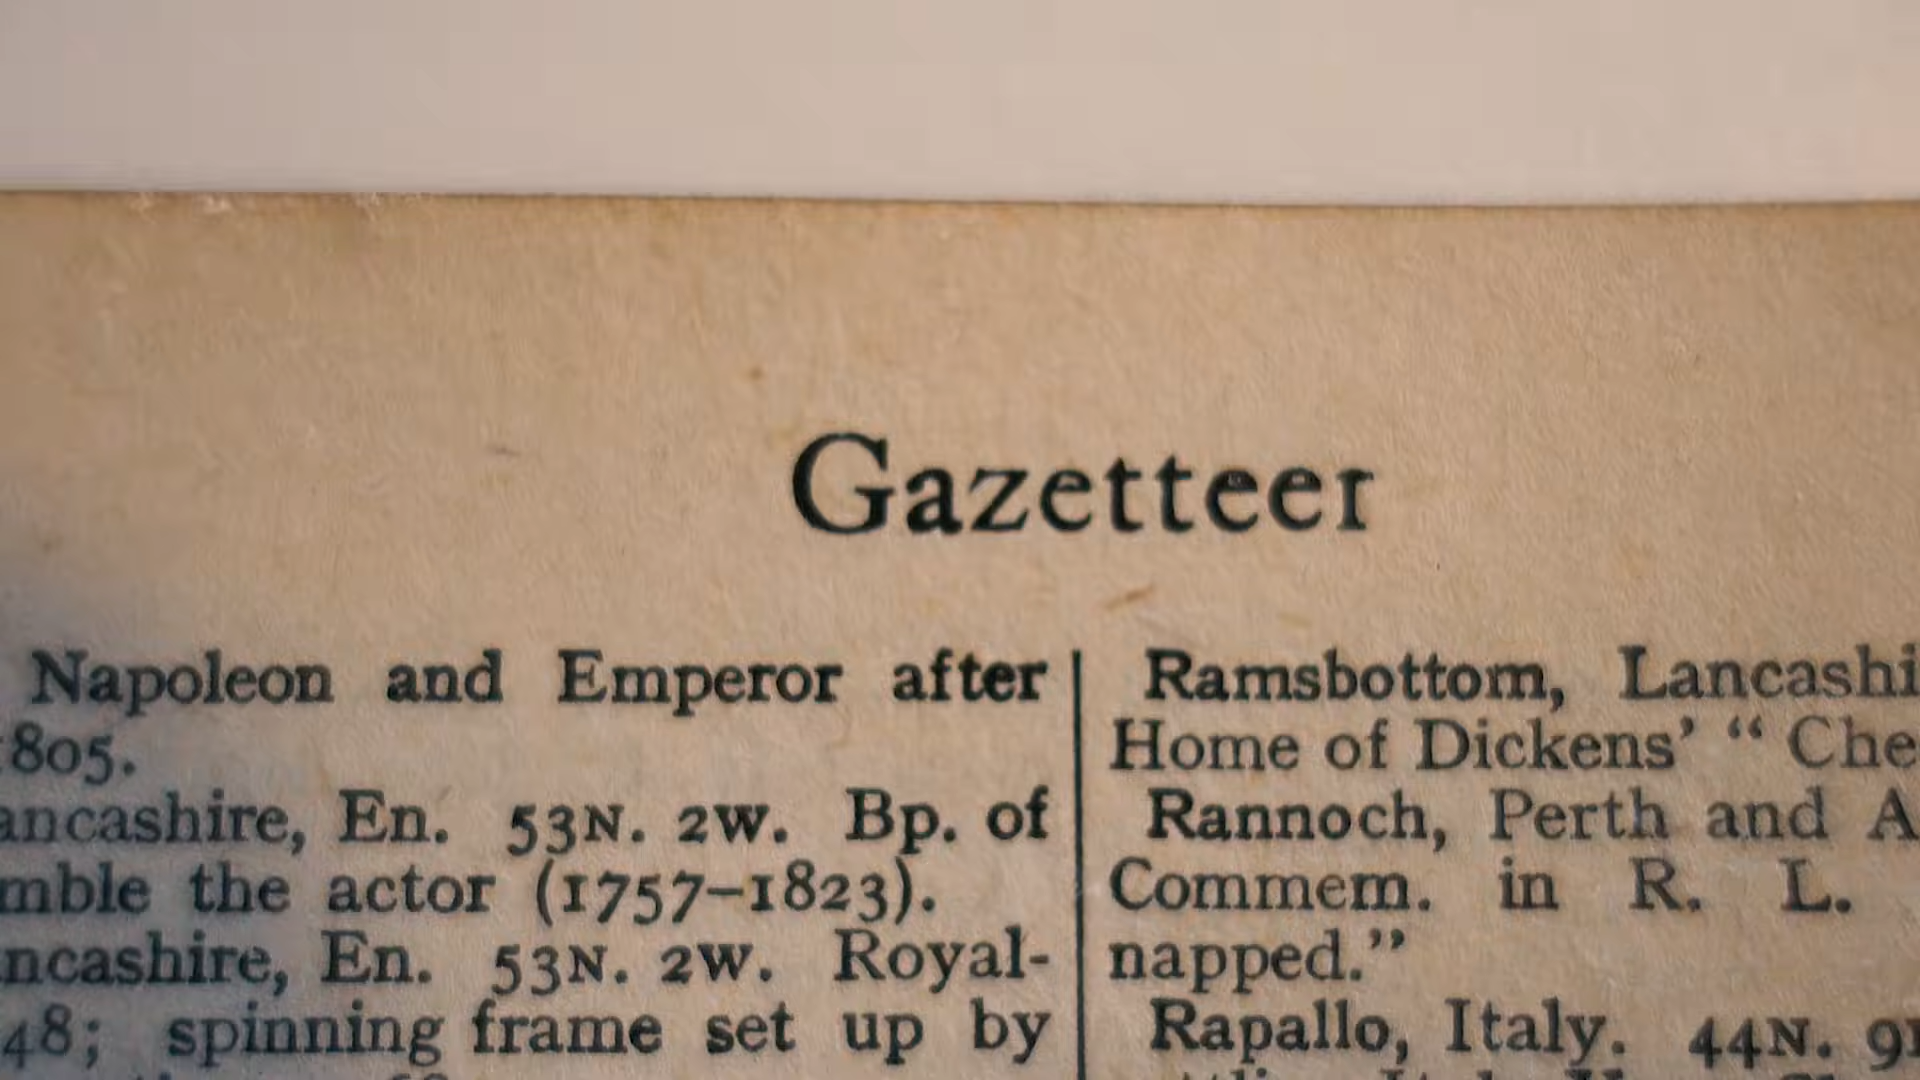 Gazetteer
Napoleon and Emperor after
1805.
ancashire, En. 53N. 2W. Bp. of
mble the actor (1757–1823).
ncashire, En. 53N. 2W. Royal-
48; spinning frame set up by
Ramsbottom, Lancashi
Home of Dickens’ “ Che
Rannoch, Perth and A
Commem. in R. L.
napped.”
Rapallo, Italy. 44N. 9